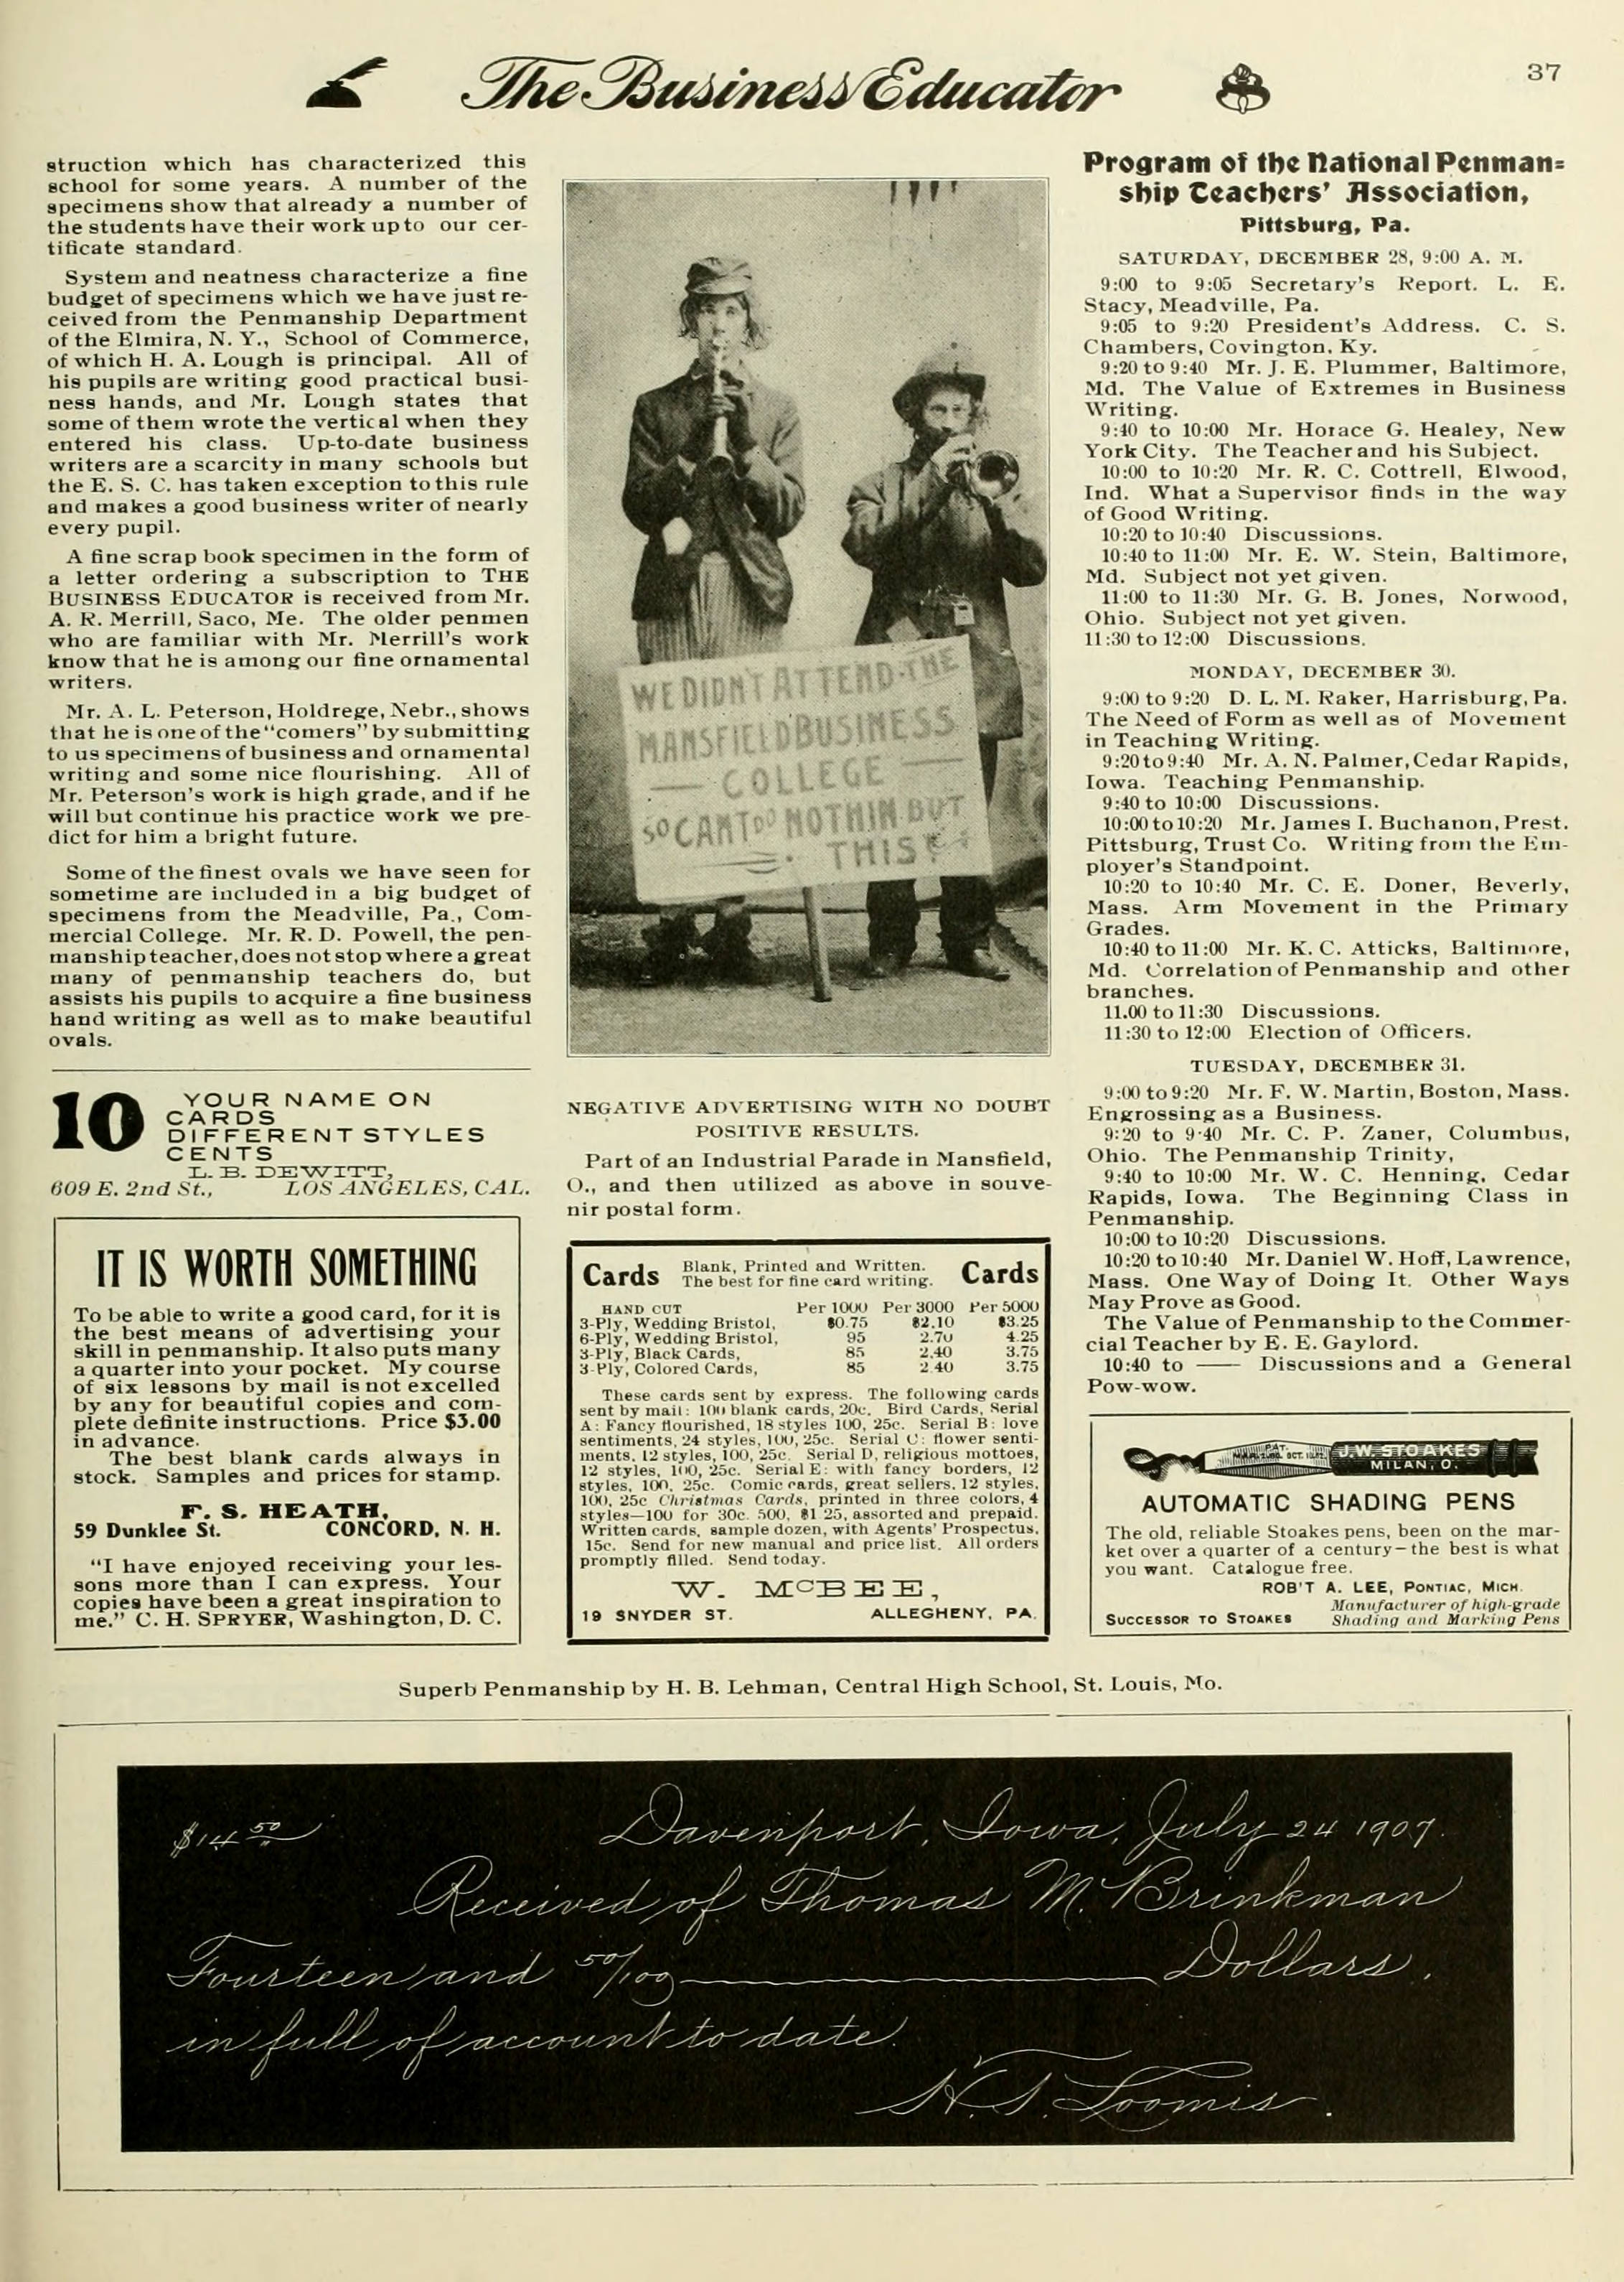 The Business Educator
37
struction which has characterized this
school for some years. A number of the
specimens show that already a number of
the students have their work up to our cer-
tificate standard.
System and neatness characterize a fine
budget of specimens which we have just re-
ceived from the Penmanship Department
of the Elmira, N. Y., School of Commerce,
of which H. A. Lough is principal. All of
his pupils are writing good practical busi-
ness hands, and Mr. Lough states that
some of them wrote the vertical when they
entered his class. Up-to-date business
writers are a scarcity in many schools but
the E. S. C. has taken exception to this rule
and makes a good business writer of nearly
every pupil.
A fine scrap book specimen in the form of
a letter ordering a subscription to THE
BUSINESS EDUCATOR is received from Mr.
A. R. Merrill, Saco, Me. The older penmen
who are familiar with Mr. Merrill's work
know that he is among our fine ornamental
writers.
Mr. A. L. Peterson, Holdrege, Nebr., shows
that he is one of the "comers" by submitting
to us specimens of business and ornamental
writing and some nice flourishing. All of
Mr. Peterson's work is high grade, and if he
will but continue his practice work we pre-
dict for him a bright future.
Some of the finest ovals we have seen for
sometime are included in a big budget of
specimens from the Meadville, Pa., Com-
mercial College. Mr. R. D. Powell, the pen-
manship teacher, does not stop where a great
many of penmanship teachers do, but
assists his pupils to acquire a fine business
hand writing as well as to make beautiful
ovals.
10 YOUR NAME ON
CARDS
DIFFERENT STYLES
CENTS
L. B. DEWITT,
609 E. 2nd St., LOS ANGELES, CAL.
IT IS WORTH SOMETHING
To be able to write a good card, for it is
the best means of advertising your
skill in penmanship. It also puts many
a quarter into your pocket. My course
of six lessons by mail is not excelled
by any for beautiful copies and com-
plete definite instructions. Price $3.00
in advance.
The best blank cards always in
stock. Samples and prices for stamp.
F. S. HEATH,
59 Dunklee St. CONCORD, N. H.
"I have enjoyed receiving your les-
sons more than I can express. Your
copies have been a great inspiration to
me." C. H. SPRYER, Washington, D. C.
WE DIDN'T ATTEND THE
MANSFIELD BUSINESS
— COLLEGE —
SO CANT DO NOTHIN BUT
THIS!
NEGATIVE ADVERTISING WITH NO DOUBT
POSITIVE RESULTS.
Part of an Industrial Parade in Mansfield,
O., and then utilized as above in souve-
nir postal form.
Cards Blank, Printed and Written. Cards
The best for fine card writing.
HAND CUT Per 1000 Per 3000 Per 5000
3-Ply, Wedding Bristol, $0.75 $2.10 $3.25
6-Ply, Wedding Bristol, 95 2.70 4.25
3-Ply, Black Cards, 85 2.40 3.75
3-Ply, Colored Cards, 85 2.40 3.75
These cards sent by express. The following cards
sent by mail: 100 blank cards, 20c. Bird Cards, Serial
A: Fancy flourished, 18 styles 100, 25c. Serial B: love
sentiments, 24 styles, 100, 25c. Serial C: flower senti-
ments, 12 styles, 100, 25c. Serial D, religious mottoes,
12 styles, 100, 25c. Serial E: with fancy borders, 12
styles, 100, 25c. Comic cards, great sellers, 12 styles,
100, 25c Christmas Cards, printed in three colors, 4
styles—100 for 30c. 500, $1.25, assorted and prepaid.
Written cards, sample dozen, with Agents' Prospectus,
15c. Send for new manual and price list. All orders
promptly filled. Send today.
W. McBEE,
19 SNYDER ST. ALLEGHENY, PA.
Program of the National Penman=
ship Teachers' Association,
Pittsburg, Pa.
SATURDAY, DECEMBER 28, 9:00 A. M.
9:00 to 9:05 Secretary's Report. L. E.
Stacy, Meadville, Pa.
9:05 to 9:20 President's Address. C. S.
Chambers, Covington, Ky.
9:20 to 9:40 Mr. J. E. Plummer, Baltimore,
Md. The Value of Extremes in Business
Writing.
9:40 to 10:00 Mr. Horace G. Healey, New
York City. The Teacher and his Subject.
10:00 to 10:20 Mr. R. C. Cottrell, Elwood,
Ind. What a Supervisor finds in the way
of Good Writing.
10:20 to 10:40 Discussions.
10:40 to 11:00 Mr. E. W. Stein, Baltimore,
Md. Subject not yet given.
11:00 to 11:30 Mr. G. B. Jones, Norwood,
Ohio. Subject not yet given.
11:30 to 12:00 Discussions.
MONDAY, DECEMBER 30.
9:00 to 9:20 D. L. M. Raker, Harrisburg, Pa.
The Need of Form as well as of Movement
in Teaching Writing.
9:20 to 9:40 Mr. A. N. Palmer, Cedar Rapids,
Iowa. Teaching Penmanship.
9:40 to 10:00 Discussions.
10:00 to 10:20 Mr. James I. Buchanon, Prest.
Pittsburg, Trust Co. Writing from the Em-
ployer's Standpoint.
10:20 to 10:40 Mr. C. E. Doner, Beverly,
Mass. Arm Movement in the Primary
Grades.
10:40 to 11:00 Mr. K. C. Atticks, Baltimore,
Md. Correlation of Penmanship and other
branches.
11.00 to 11:30 Discussions.
11:30 to 12:00 Election of Officers.
TUESDAY, DECEMBER 31.
9:00 to 9:20 Mr. F. W. Martin, Boston, Mass.
Engrossing as a Business.
9:20 to 9:40 Mr. C. P. Zaner, Columbus,
Ohio. The Penmanship Trinity,
9:40 to 10:00 Mr. W. C. Henning, Cedar
Rapids, Iowa. The Beginning Class in
Penmanship.
10:00 to 10:20 Discussions.
10:20 to 10:40 Mr. Daniel W. Hoff, Lawrence,
Mass. One Way of Doing It. Other Ways
May Prove as Good.
The Value of Penmanship to the Commer-
cial Teacher by E. E. Gaylord.
10:40 to —— Discussions and a General
Pow-wow.
PAT. OCT.
J.W. STOAKES
MILAN, O.
AUTOMATIC SHADING PENS
The old, reliable Stoakes pens, been on the mar-
ket over a quarter of a century—the best is what
you want. Catalogue free.
ROB'T A. LEE, PONTIAC, MICH.
Manufacturer of high-grade
SUCCESSOR TO STOAKES Shading and Marking Pens
Superb Penmanship by H. B. Lehman, Central High School, St. Louis, Mo.
$14 50 Davenport, Iowa, July 24 1907.
Received of Thomas M. Brinkman
Fourteen and 50/100 —— Dollars,
in full of account to date.
H. T. Loomis.